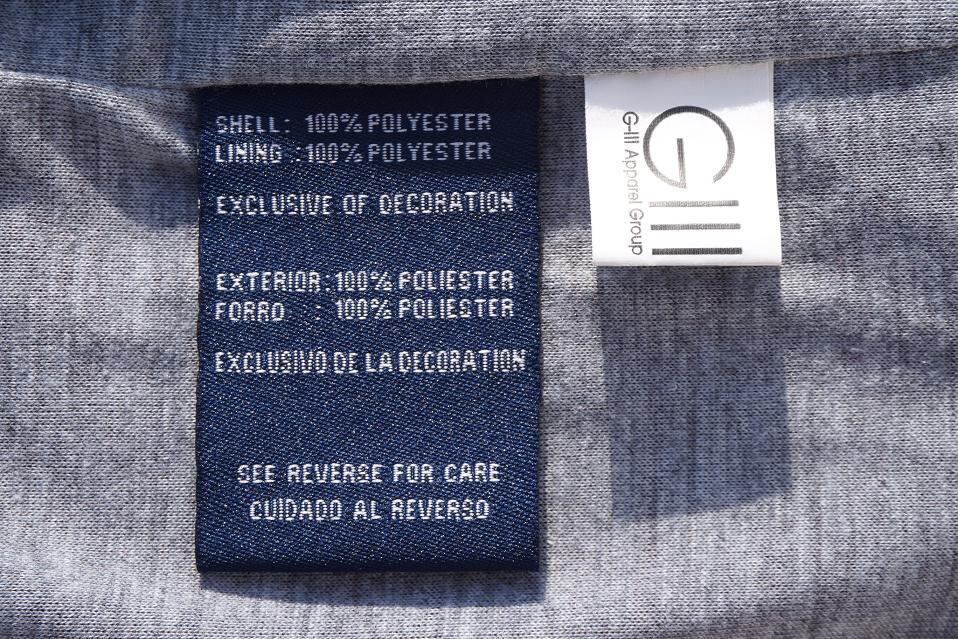 SHELL: 100% POLYESTER
LINING :100% POLYESTER
EXCLUSIVE OF DECORATION
EXTERIOR:100% POLIESTER
FORRO : 100% POLIESTER
EXCLUSIVO DE LA DECORATION
SEE REVERSE FOR CARE
CUIDADO AL REVERSO
GIII
G-III Apparel Group